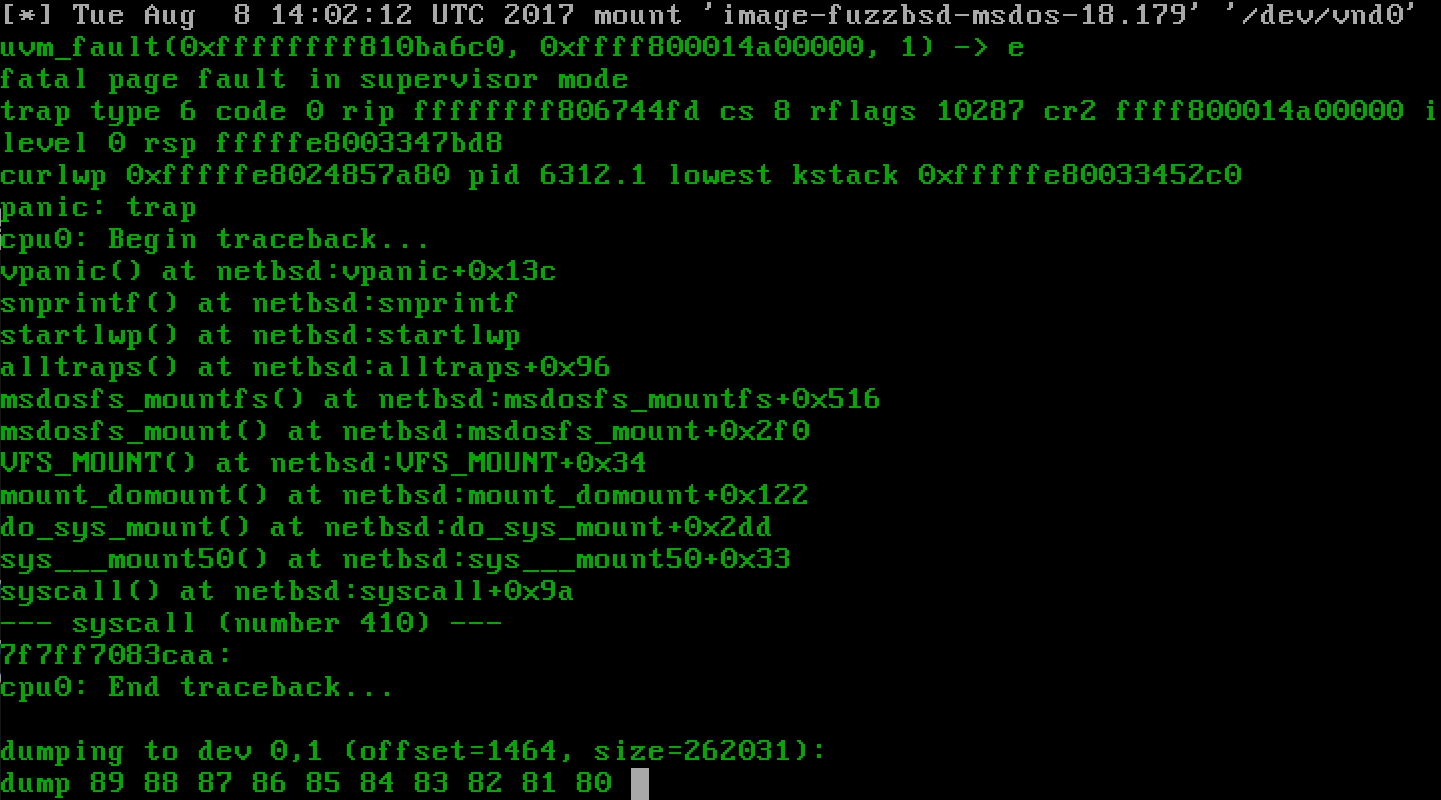 [*] Tue Aug  8 14:02:12 UTC 2017 mount 'image-fuzzbsd-msdos-18.179' '/dev/vnd0'
uvm_fault(0xffffffff810ba6c0, 0xffff800014a00000, 1) -> e
fatal page fault in supervisor mode
trap type 6 code 0 rip ffffffff806744fd cs 8 rflags 10287 cr2 ffff800014a00000 i
level 0 rsp fffffe8003347bd8
curlwp 0xfffffe8024857a80 pid 6312.1 lowest kstack 0xfffffe80033452c0
panic: trap
cpu0: Begin traceback...
vpanic() at netbsd:vpanic+0x13c
snprintf() at netbsd:snprintf
startlwp() at netbsd:startlwp
alltraps() at netbsd:alltraps+0x96
msdosfs_mountfs() at netbsd:msdosfs_mountfs+0x516
msdosfs_mount() at netbsd:msdosfs_mount+0x2f0
VFS_MOUNT() at netbsd:VFS_MOUNT+0x34
mount_domount() at netbsd:mount_domount+0x122
do_sys_mount() at netbsd:do_sys_mount+0x2dd
sys___mount50() at netbsd:sys___mount50+0x33
syscall() at netbsd:syscall+0x9a
--- syscall (number 410) ---
7f7ff7083caa:
cpu0: End traceback...

dumping to dev 0,1 (offset=1464, size=262031):
dump 89 88 87 86 85 84 83 82 81 80